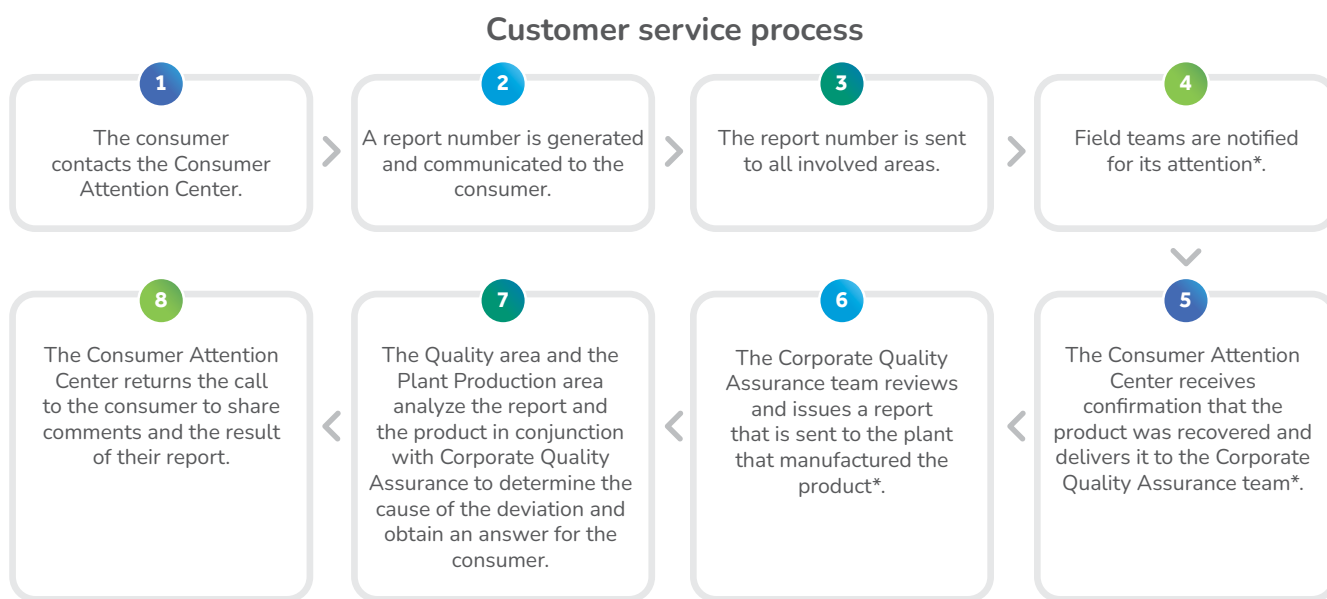 Customer service process
1
The consumer
contacts the Consumer
Attention Center.
2
A report number is generated
and communicated to the
consumer.
3
The report number is sent
to all involved areas.
4
Field teams are notified
for its attention*.
5
The Consumer Attention
Center receives
confirmation that the
product was recovered and
delivers it to the Corporate
Quality Assurance team*.
6
The Corporate Quality
Assurance team reviews
and issues a report
that is sent to the plant
that manufactured the
product*.
7
The Quality area and the
Plant Production area
analyze the report and
the product in conjunction
with Corporate Quality
Assurance to determine the
cause of the deviation and
obtain an answer for the
consumer.
8
The Consumer Attention
Center returns the call
to the consumer to share
comments and the result
of their report.